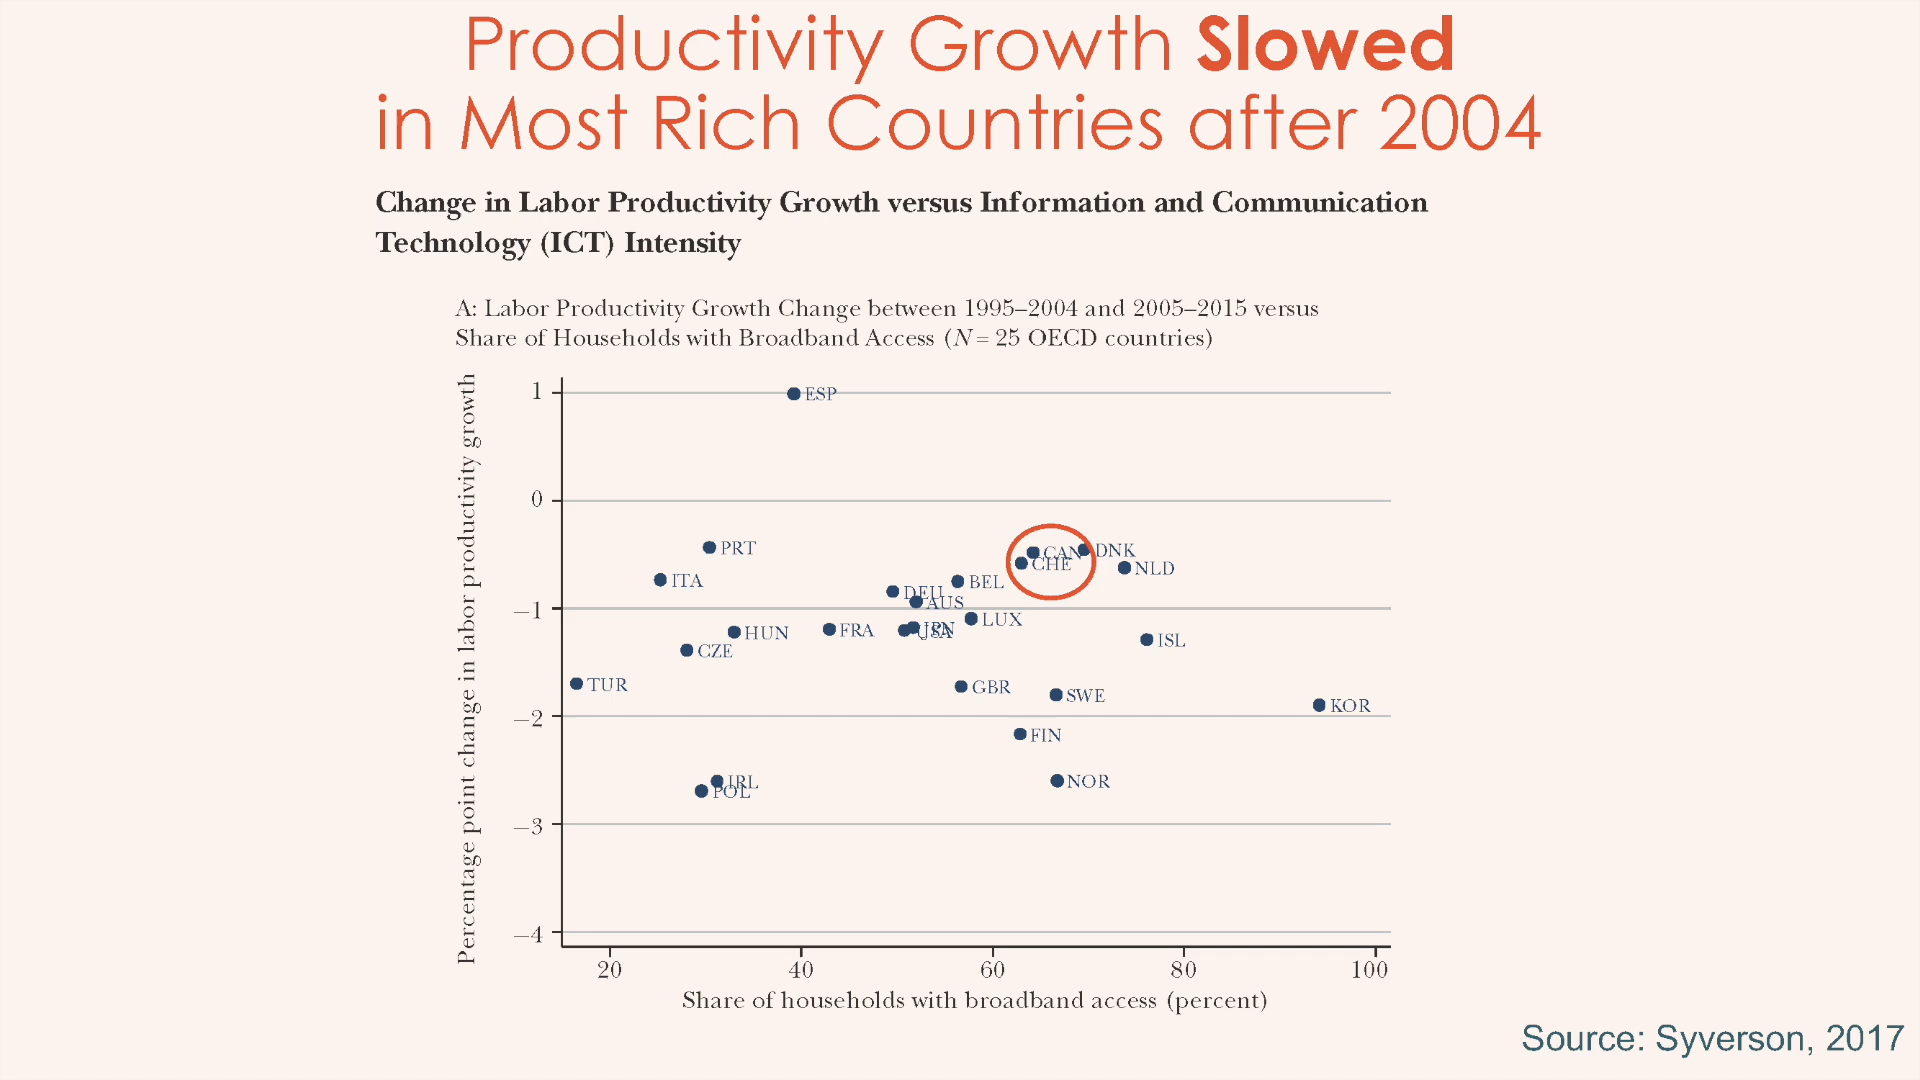 Productivity Growth Slowed
in Most Rich Countries after 2004
Change in Labor Productivity Growth versus Information and Communication
Technology (ICT) Intensity
A: Labor Productivity Growth Change between 1995–2004 and 2005–2015 versus
Share of Households with Broadband Access (N = 25 OECD countries)
Percentage point change in labor productivity growth
1
0
−1
−2
−3
−4
ESP
PRT
CAN
DNK
CHE
NLD
ITA
BEL
DEU
AUS
LUX
JPN
USA
FRA
HUN
ISL
CZE
TUR
GBR
SWE
KOR
FIN
IRL
POL
NOR
20
40
60
80
100
Share of households with broadband access (percent)
Source: Syverson, 2017